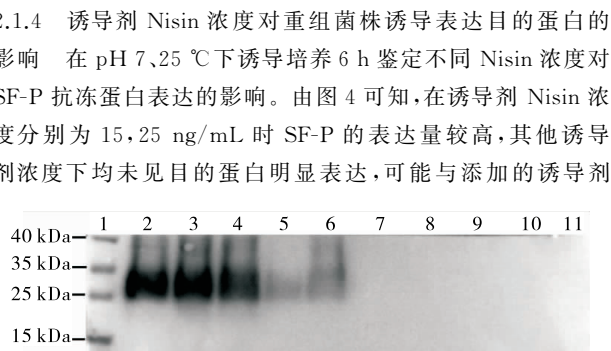 2.1.4 诱导剂 Nisin 浓度对重组菌株诱导表达目的蛋白的
影响 在 pH 7、25 ℃下诱导培养 6 h 鉴定不同 Nisin 浓度对
SF-P 抗冻蛋白表达的影响。由图 4 可知,在诱导剂 Nisin 浓
度分别为 15,25 ng/mL 时 SF-P 的表达量较高,其他诱导
剂浓度下均未见目的蛋白明显表达,可能与添加的诱导剂
1 2 3 4 5 6 7 8 9 10 11
40 kDa
35 kDa
25 kDa
15 kDa